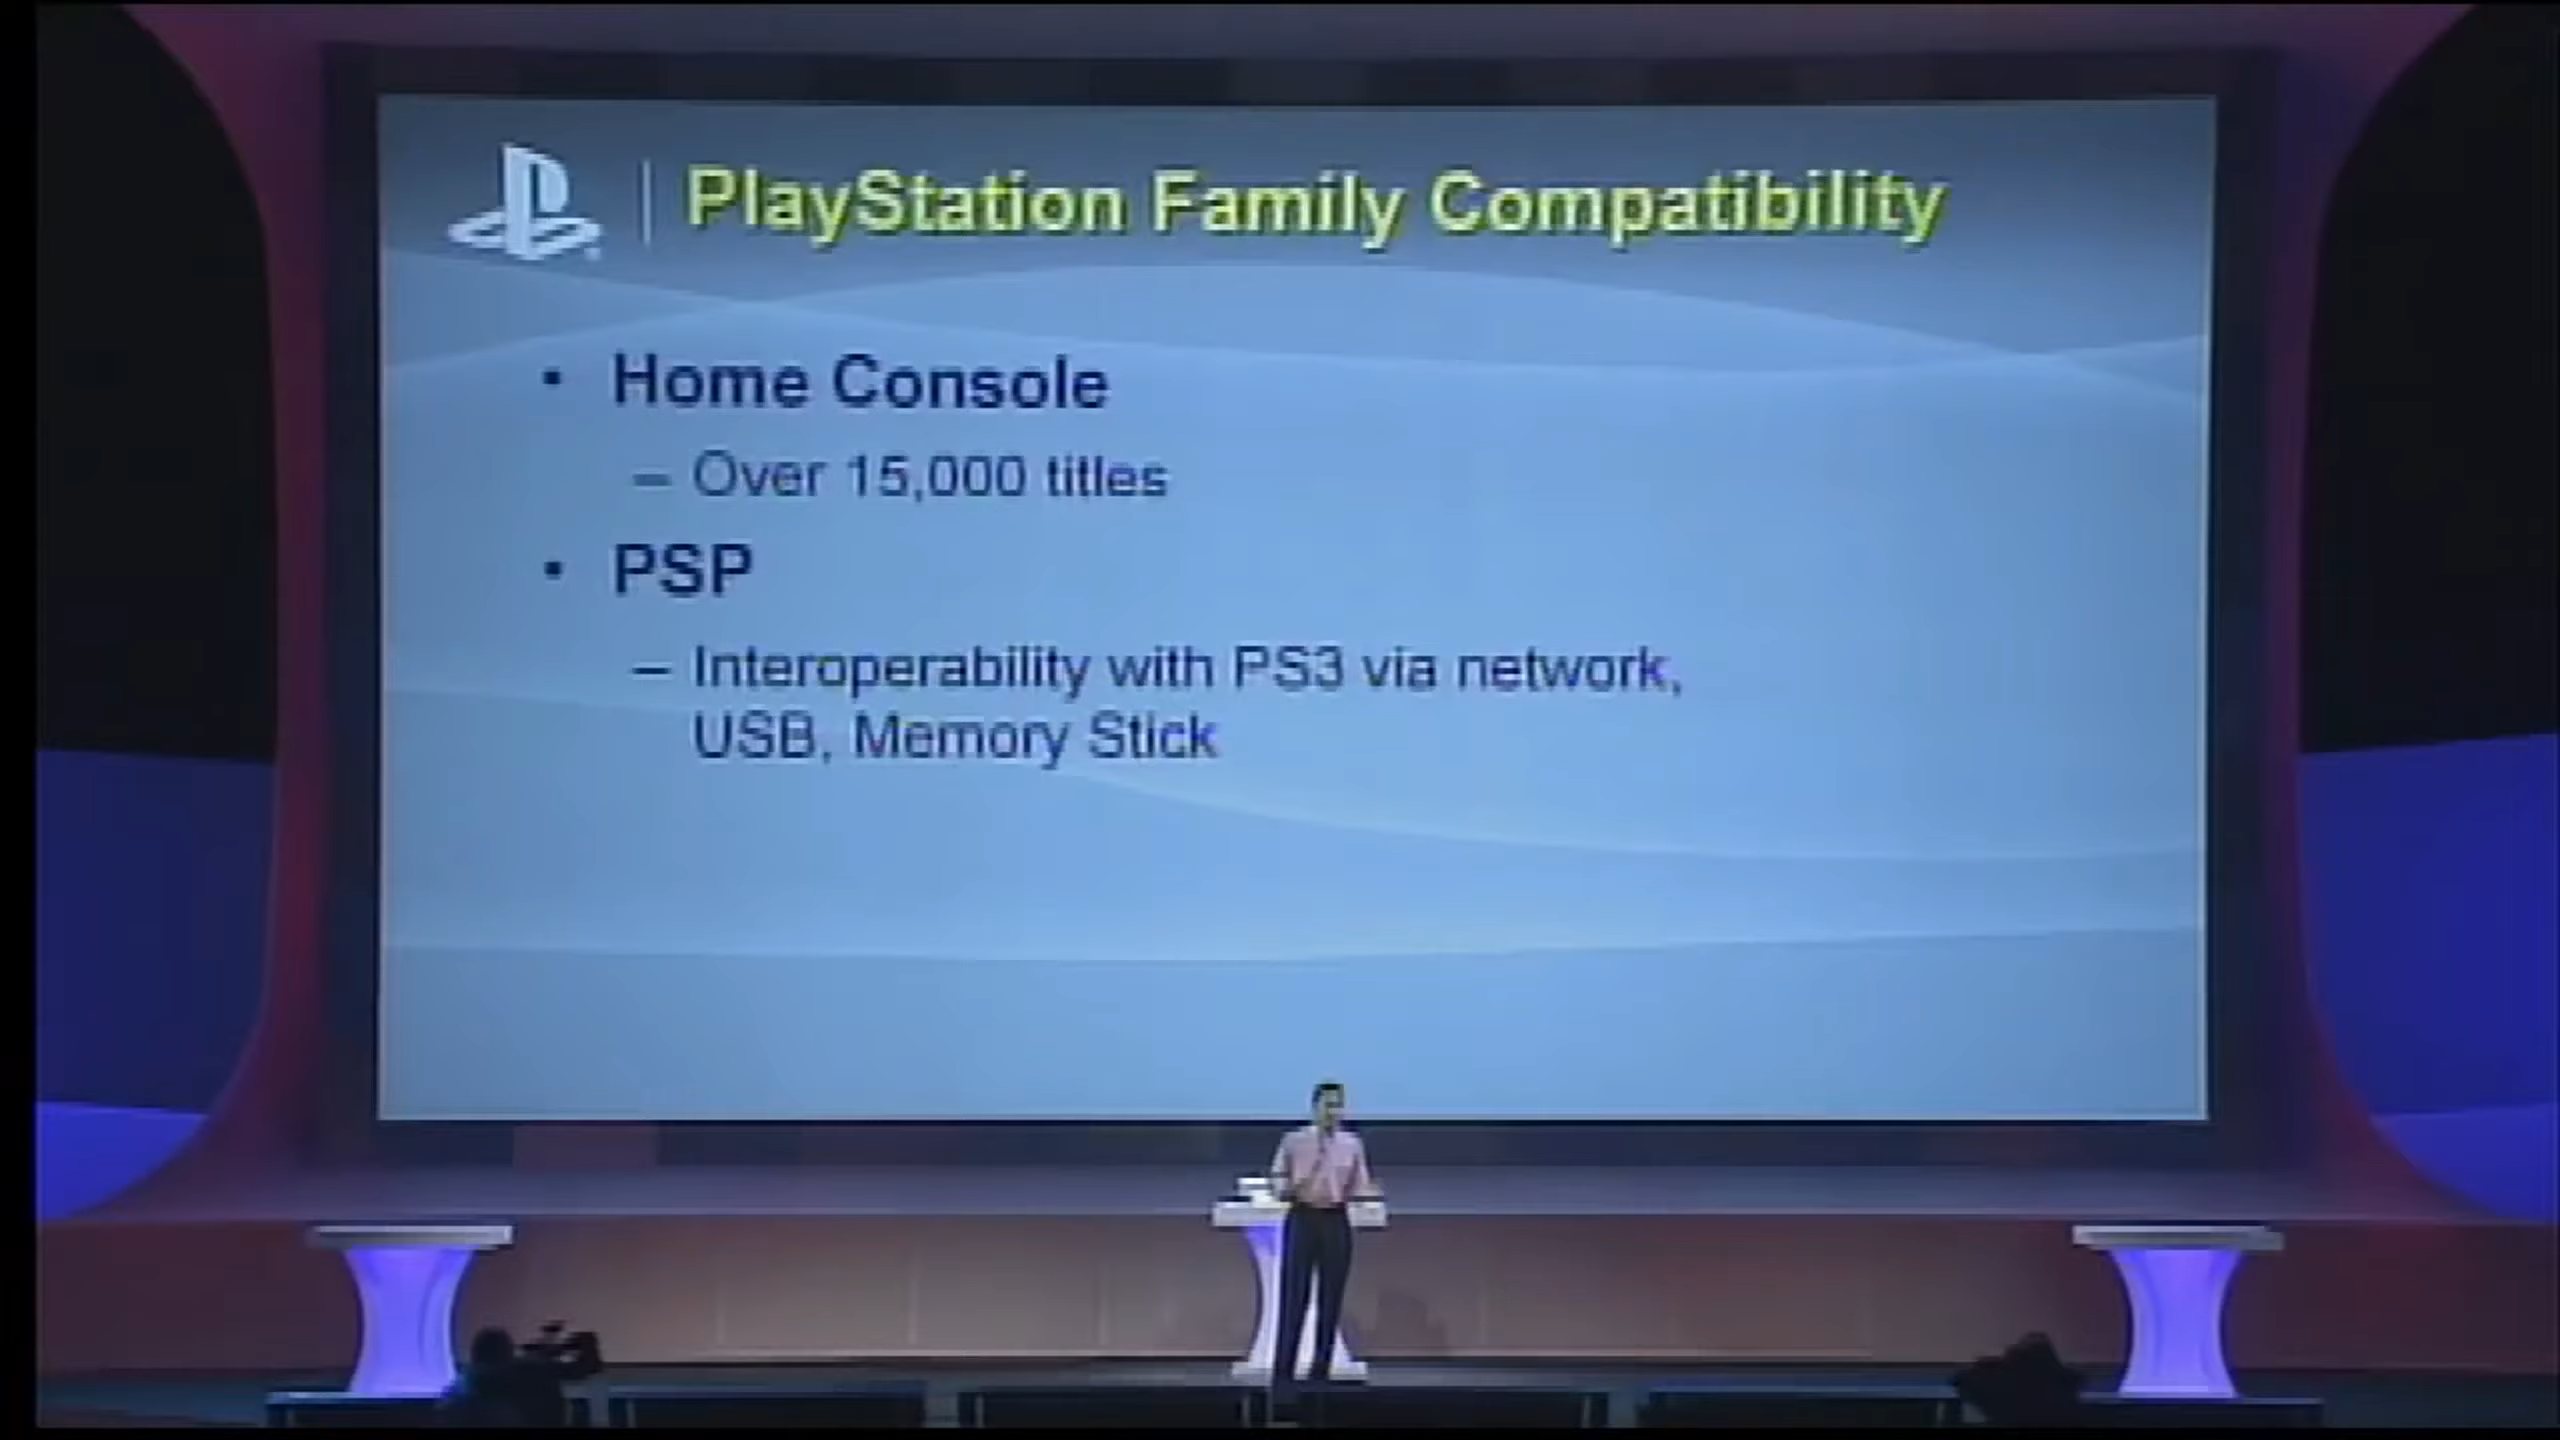 PlayStation Family Compatibility
• Home Console
– Over 15,000 titles
• PSP
– Interoperability with PS3 via network,
USB, Memory Stick